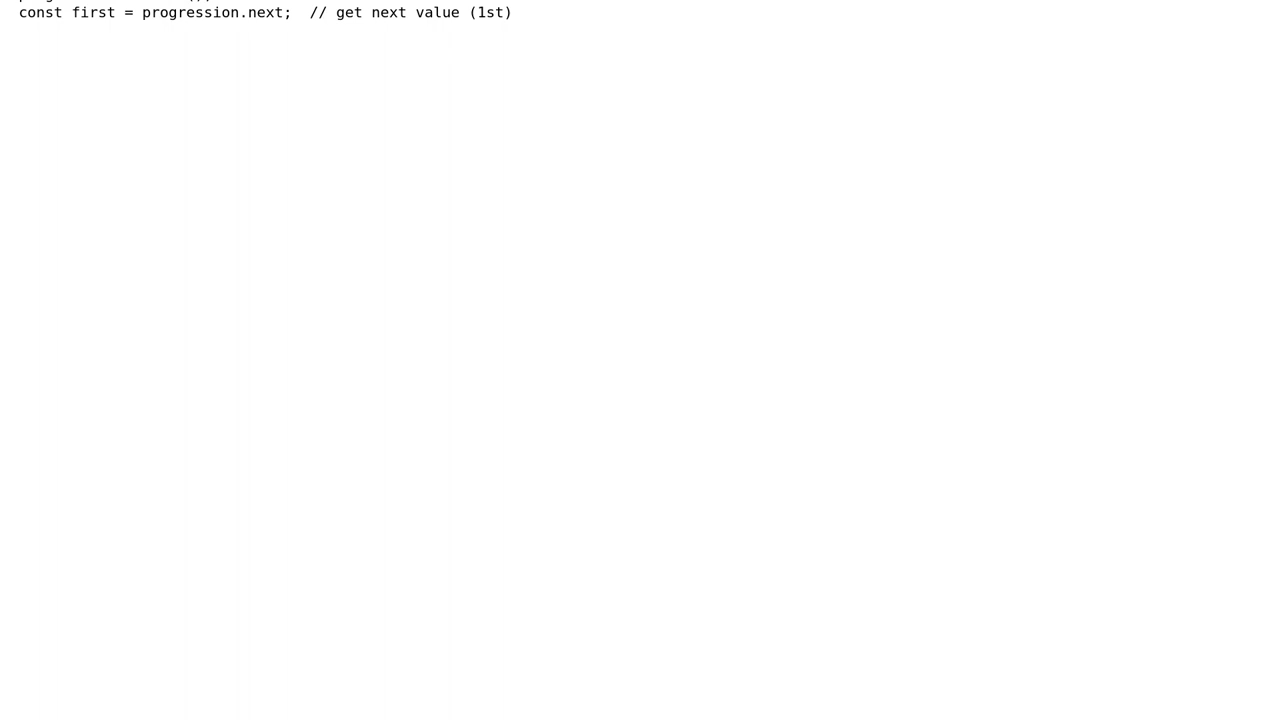 const first = progression.next;  // get next value (1st)